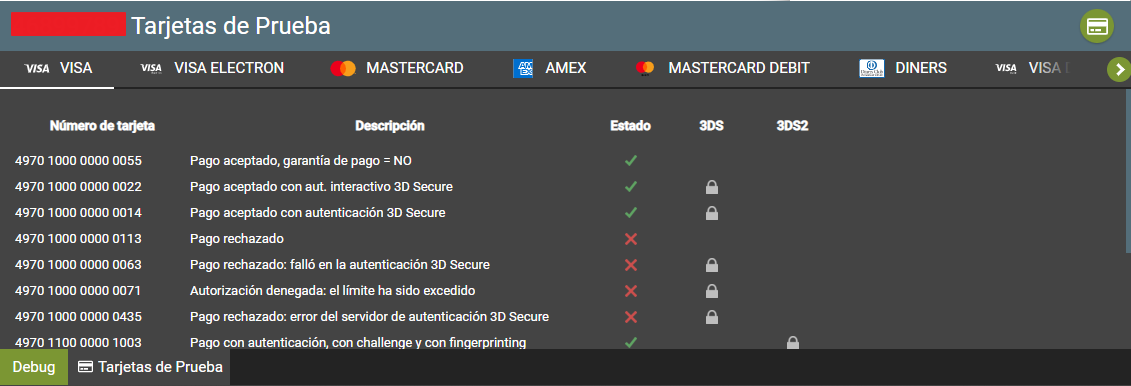 Tarjetas de Prueba
VISA VISA VISA VISA ELECTRON MASTERCARD AM EX AMEX MASTERCARD DEBIT Diners Club DINERS VISA VISA D
Número de tarjeta Descripción Estado 3DS 3DS2
4970 1000 0000 0055 Pago aceptado, garantía de pago = NO
4970 1000 0000 0022 Pago aceptado con aut. interactivo 3D Secure
4970 1000 0000 0014 Pago aceptado con autenticación 3D Secure
4970 1000 0000 0113 Pago rechazado
4970 1000 0000 0063 Pago rechazado: falló en la autenticación 3D Secure
4970 1000 0000 0071 Autorización denegada: el límite ha sido excedido
4970 1000 0000 0435 Pago rechazado: error del servidor de autenticación 3D Secure
4970 1100 0000 1003 Pago con autenticación, con challenge y con fingerprinting
Debug Tarjetas de Prueba